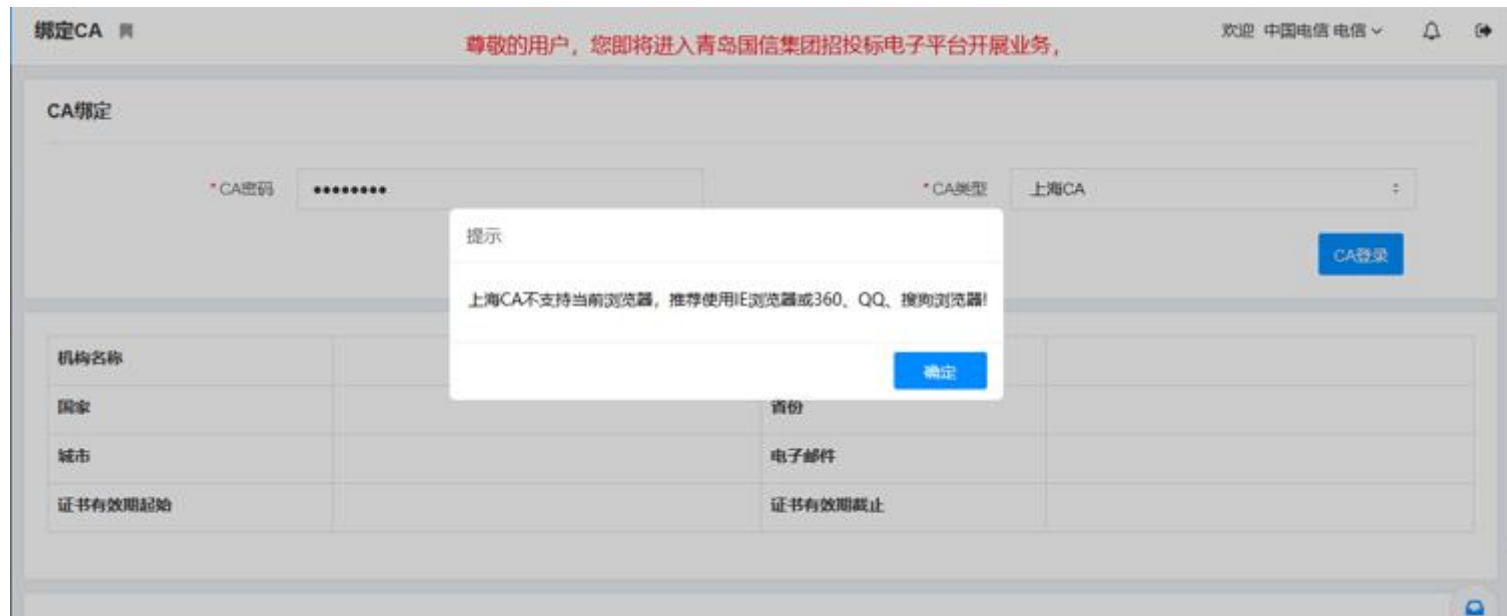 绑定CA
尊敬的用户，您即将进入青岛国信集团招投标电子平台开展业务，
欢迎 中国电信 电信
CA绑定
*CA密码 ●●●●●●●●
*CA类型 上海CA
CA登录
提示
上海CA不支持当前浏览器，推荐使用IE浏览器或360、QQ、搜狗浏览器!
确定
机构名称
国家 省份
城市 电子邮件
证书有效期起始 证书有效期截止